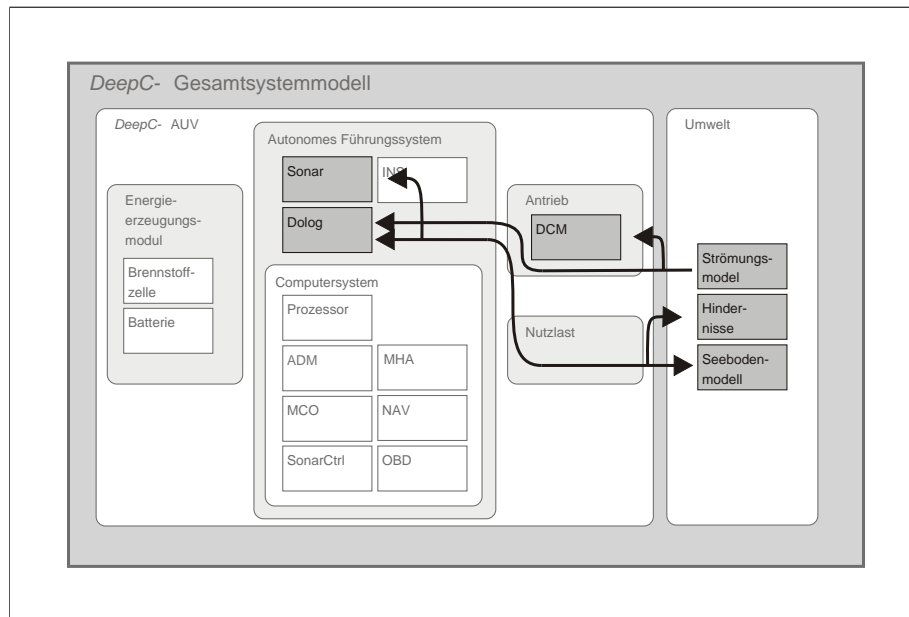 DeepC- Gesamtsystemmodell
DeepC- AUV
Energie-
erzeugungs-
modul
Brennstoff-
zelle
Batterie
Autonomes Führungssystem
Sonar
INS
Dolog
Computersystem
Prozessor
ADM
MHA
MCO
NAV
SonarCtrl
OBD
Antrieb
DCM
Nutzlast
Umwelt
Strömungs-
model
Hinder-
nisse
Seeboden-
modell